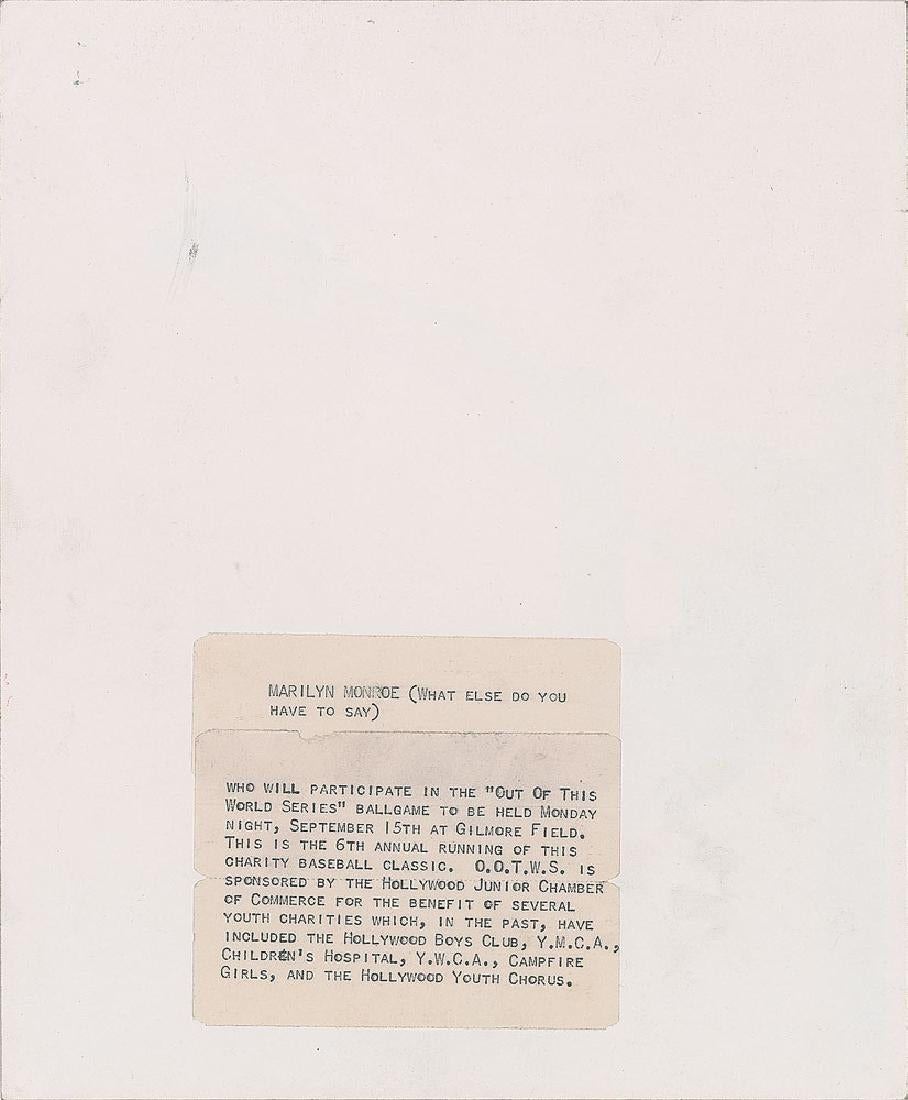 MARILYN MONROE (WHAT ELSE DO YOU
HAVE TO SAY)
WHO WILL PARTICIPATE IN THE "OUT OF THIS
WORLD SERIES" BALLGAME TO BE HELD MONDAY
NIGHT, SEPTEMBER 15TH AT GILMORE FIELD.
THIS IS THE 6TH ANNUAL RUNNING OF THIS
CHARITY BASEBALL CLASSIC. O.O.T.W.S. IS
SPONSORED BY THE HOLLYWOOD JUNIOR CHAMBER
OF COMMERCE FOR THE BENEFIT OF SEVERAL
YOUTH CHARITIES WHICH, IN THE PAST, HAVE
INCLUDED THE HOLLYWOOD BOYS CLUB, Y.M.C.A.,
CHILDREN'S HOSPITAL, Y.W.C.A., CAMPFIRE
GIRLS, AND THE HOLLYWOOD YOUTH CHORUS.